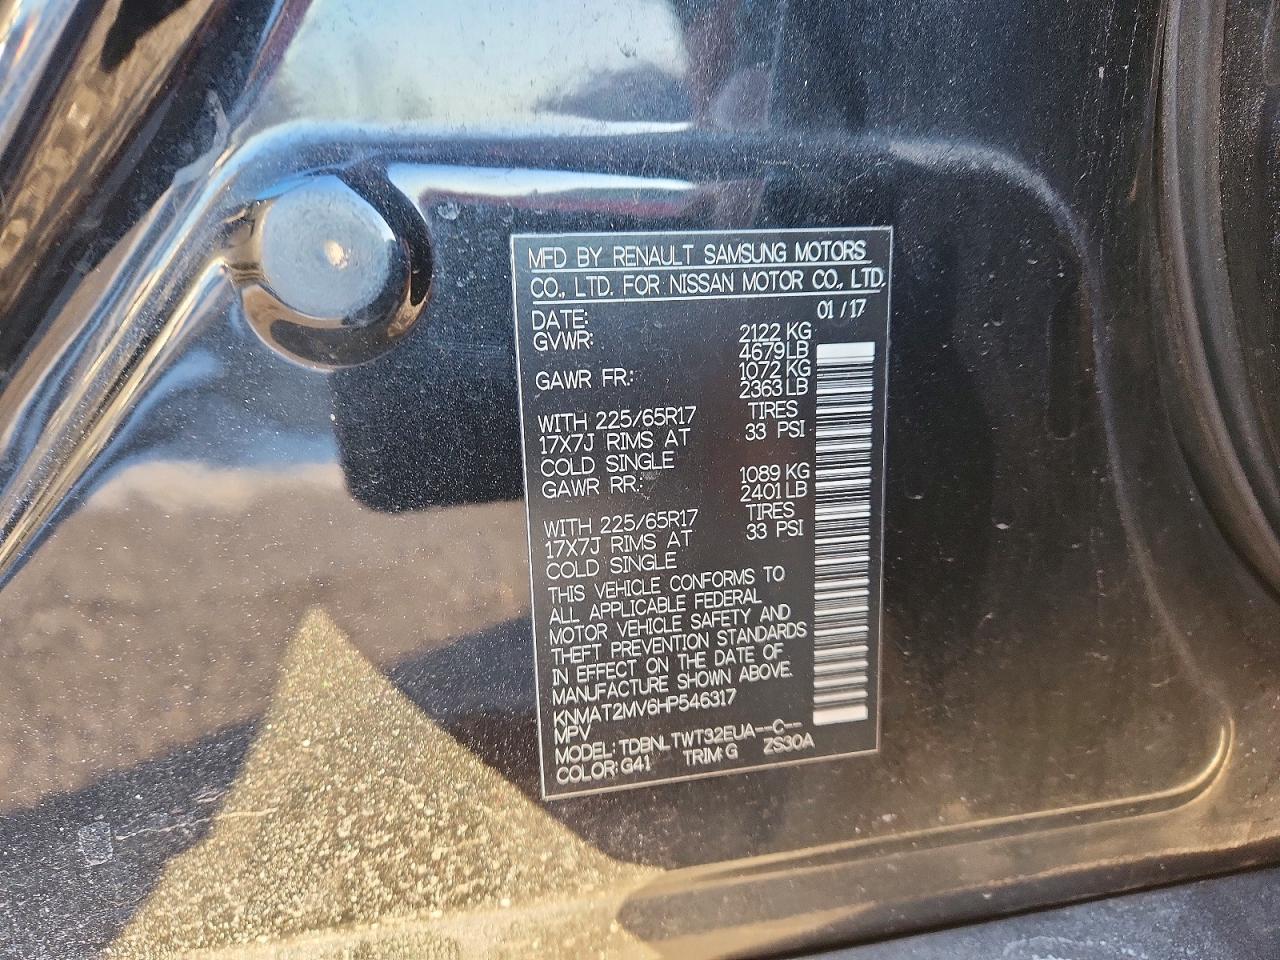 MFD BY RENAULT SAMSUNG MOTORS
CO., LTD. FOR NISSAN MOTOR CO., LTD.
DATE: 01/17
GVWR: 2122 KG
4679 LB
GAWR FR.: 1072 KG
2363 LB
WITH 225/65R17 TIRES
17X7J RIMS AT 33 PSI
COLD SINGLE
GAWR RR.: 1089 KG
2401 LB
WITH 225/65R17 TIRES
17X7J RIMS AT 33 PSI
COLD SINGLE
THIS VEHICLE CONFORMS TO
ALL APPLICABLE FEDERAL
MOTOR VEHICLE SAFETY AND
THEFT PREVENTION STANDARDS
IN EFFECT ON THE DATE OF
MANUFACTURE SHOWN ABOVE.
KNMAT2MV6HP546317
MPV
MODEL: TDBNLTWT32EUA--C--
COLOR: G41 TRIM: G ZS30A